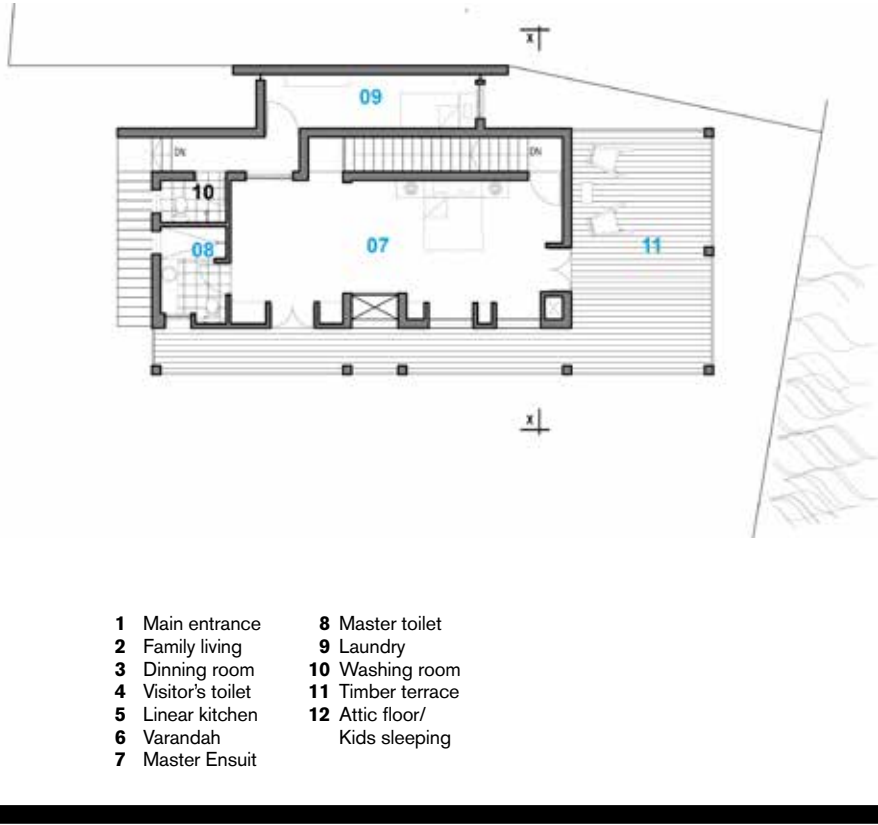 x
09
DN
DN
10
08
07
11
x
1 Main entrance
2 Family living
3 Dinning room
4 Visitor's toilet
5 Linear kitchen
6 Varandah
7 Master Ensuit
8 Master toilet
9 Laundry
10 Washing room
11 Timber terrace
12 Attic floor/
Kids sleeping